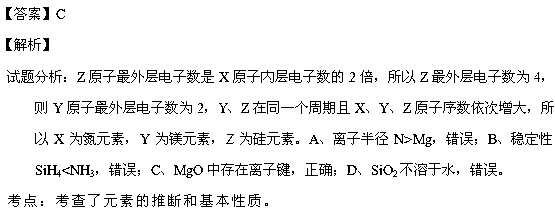 【答案】C
【解析】
试题分析：Z原子最外层电子数是X原子内层电子数的2倍，所以Z最外层电子数为4，
则Y原子最外层电子数为2，Y、Z在同一个周期且X、Y、Z原子序数依次增大，所
以X为氮元素，Y为镁元素，Z为硅元素。A、离子半径N>Mg，错误；B、稳定性
SiH₄<NH₃，错误；C、MgO中存在离子键，正确；D、SiO₂不溶于水，错误。
考点：考查了元素的推断和基本性质。